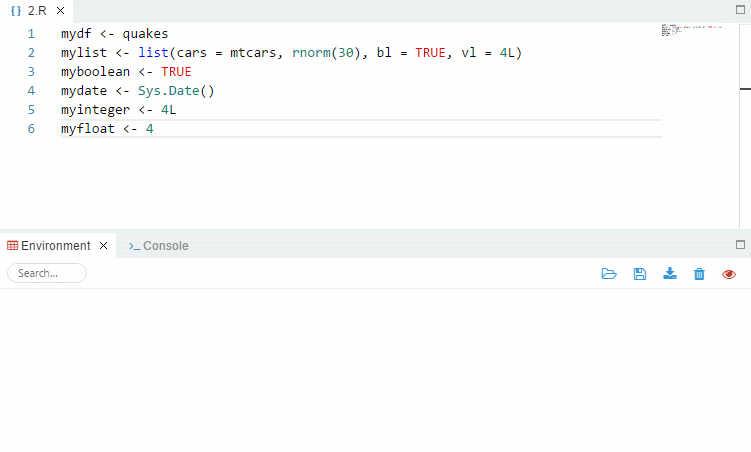 {} 2.R ×
1 mydf <- quakes
2 mylist <- list(cars = mtcars, rnorm(30), bl = TRUE, vl = 4L)
3 myboolean <- TRUE
4 mydate <- Sys.Date()
5 myinteger <- 4L
6 myfloat <- 4
Environment × >_ Console
Search...